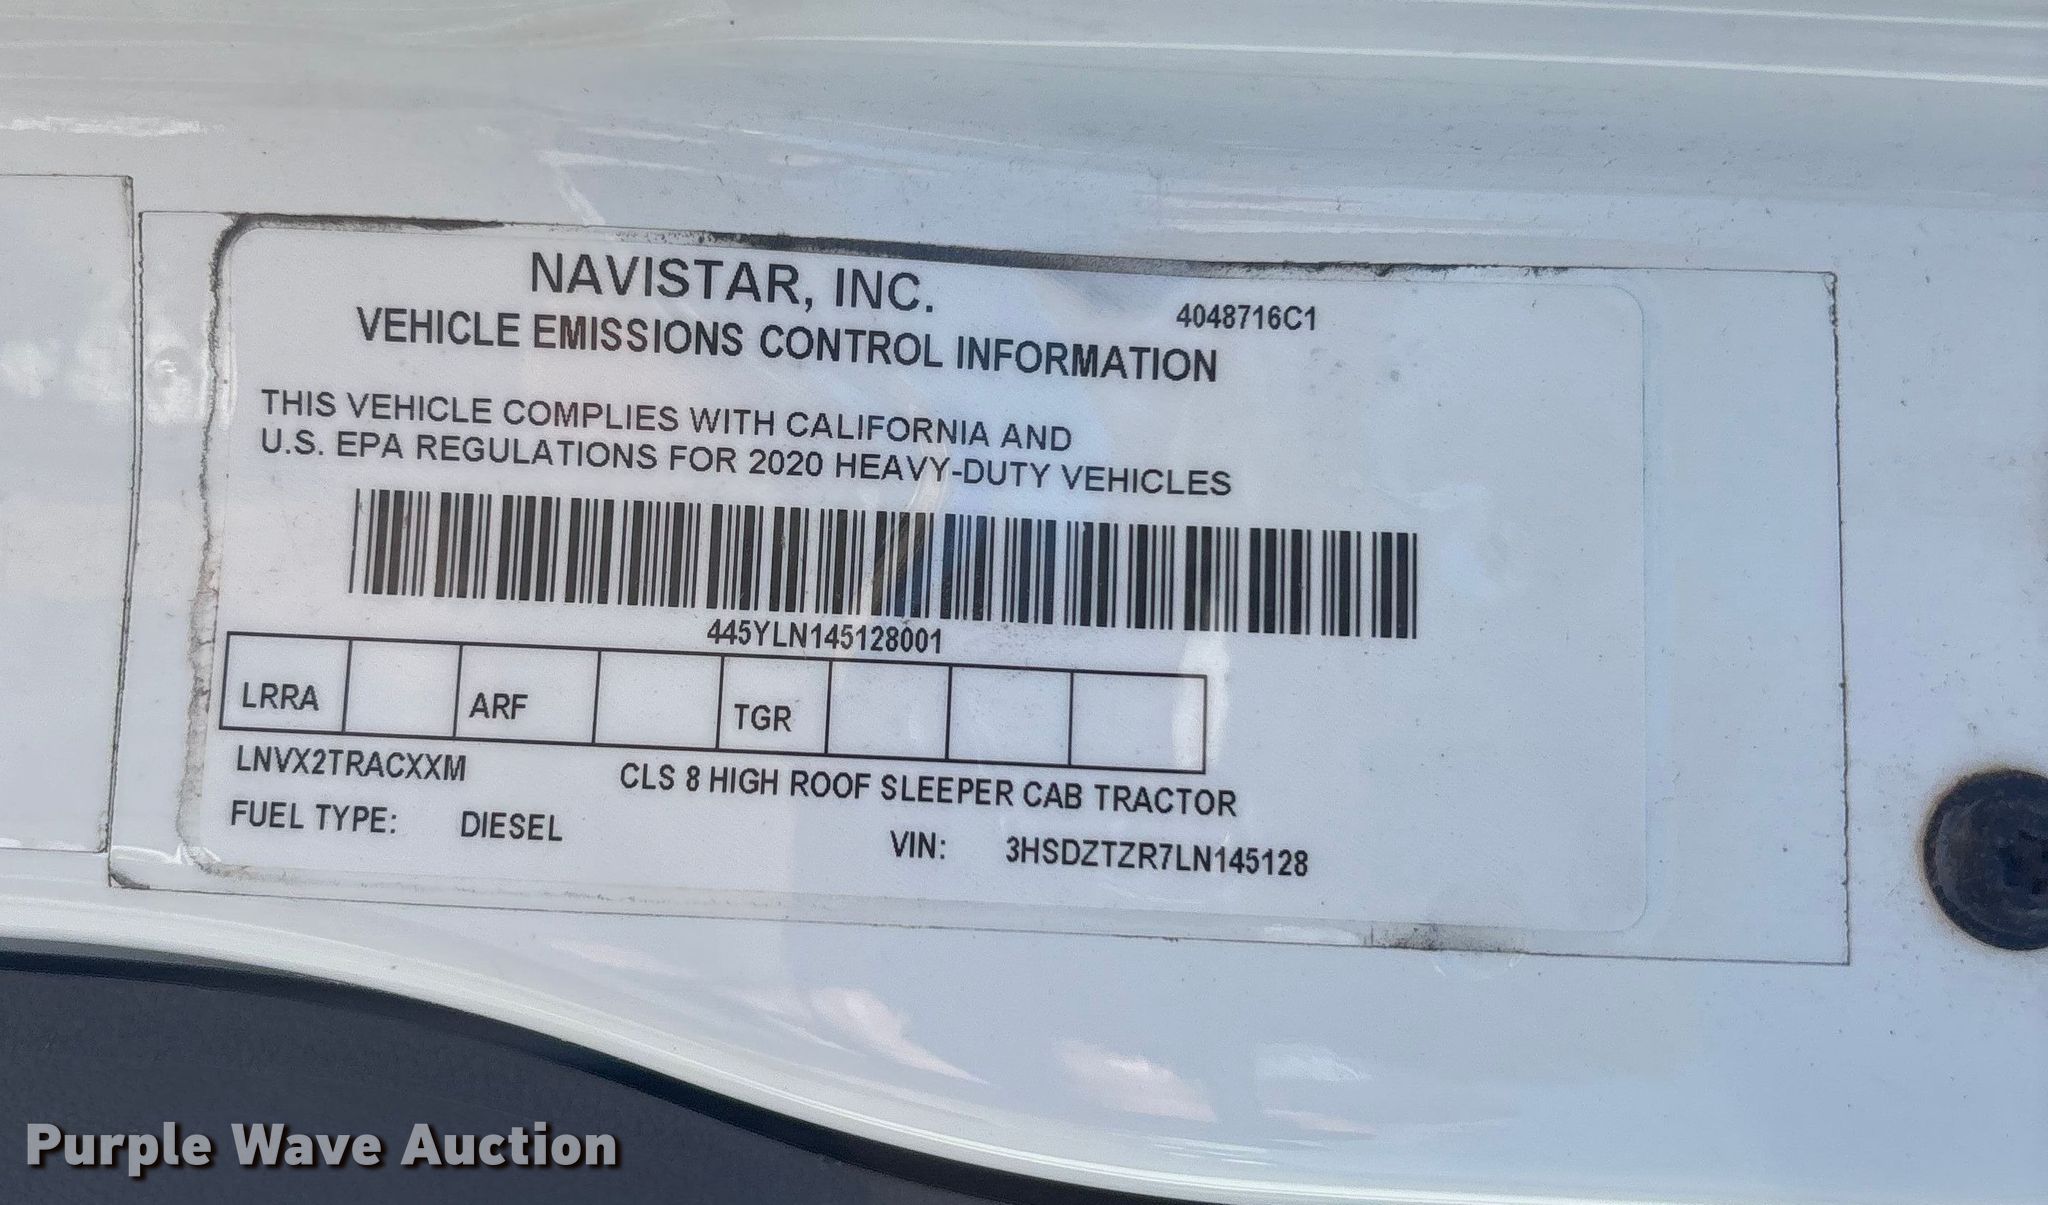 NAVISTAR, INC.
4048716C1
VEHICLE EMISSIONS CONTROL INFORMATION
THIS VEHICLE COMPLIES WITH CALIFORNIA AND
U.S. EPA REGULATIONS FOR 2020 HEAVY-DUTY VEHICLES
445YLN145128001
LRRA ARF TGR
LNVX2TRACXXM CLS 8 HIGH ROOF SLEEPER CAB TRACTOR
FUEL TYPE: DIESEL VIN: 3HSDZTZR7LN145128
Purple Wave Auction